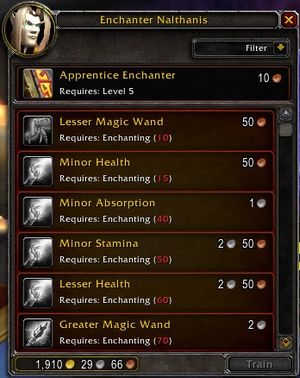 Enchanter Nalthanis
Filter
Apprentice Enchanter 10
Requires: Level 5
Lesser Magic Wand 50
Requires: Enchanting (10)
Minor Health 50
Requires: Enchanting (15)
Minor Absorption 1
Requires: Enchanting (40)
Minor Stamina 2 50
Requires: Enchanting (50)
Lesser Health 2 50
Requires: Enchanting (60)
Greater Magic Wand 2
Requires: Enchanting (70)
1,910 29 66 Train